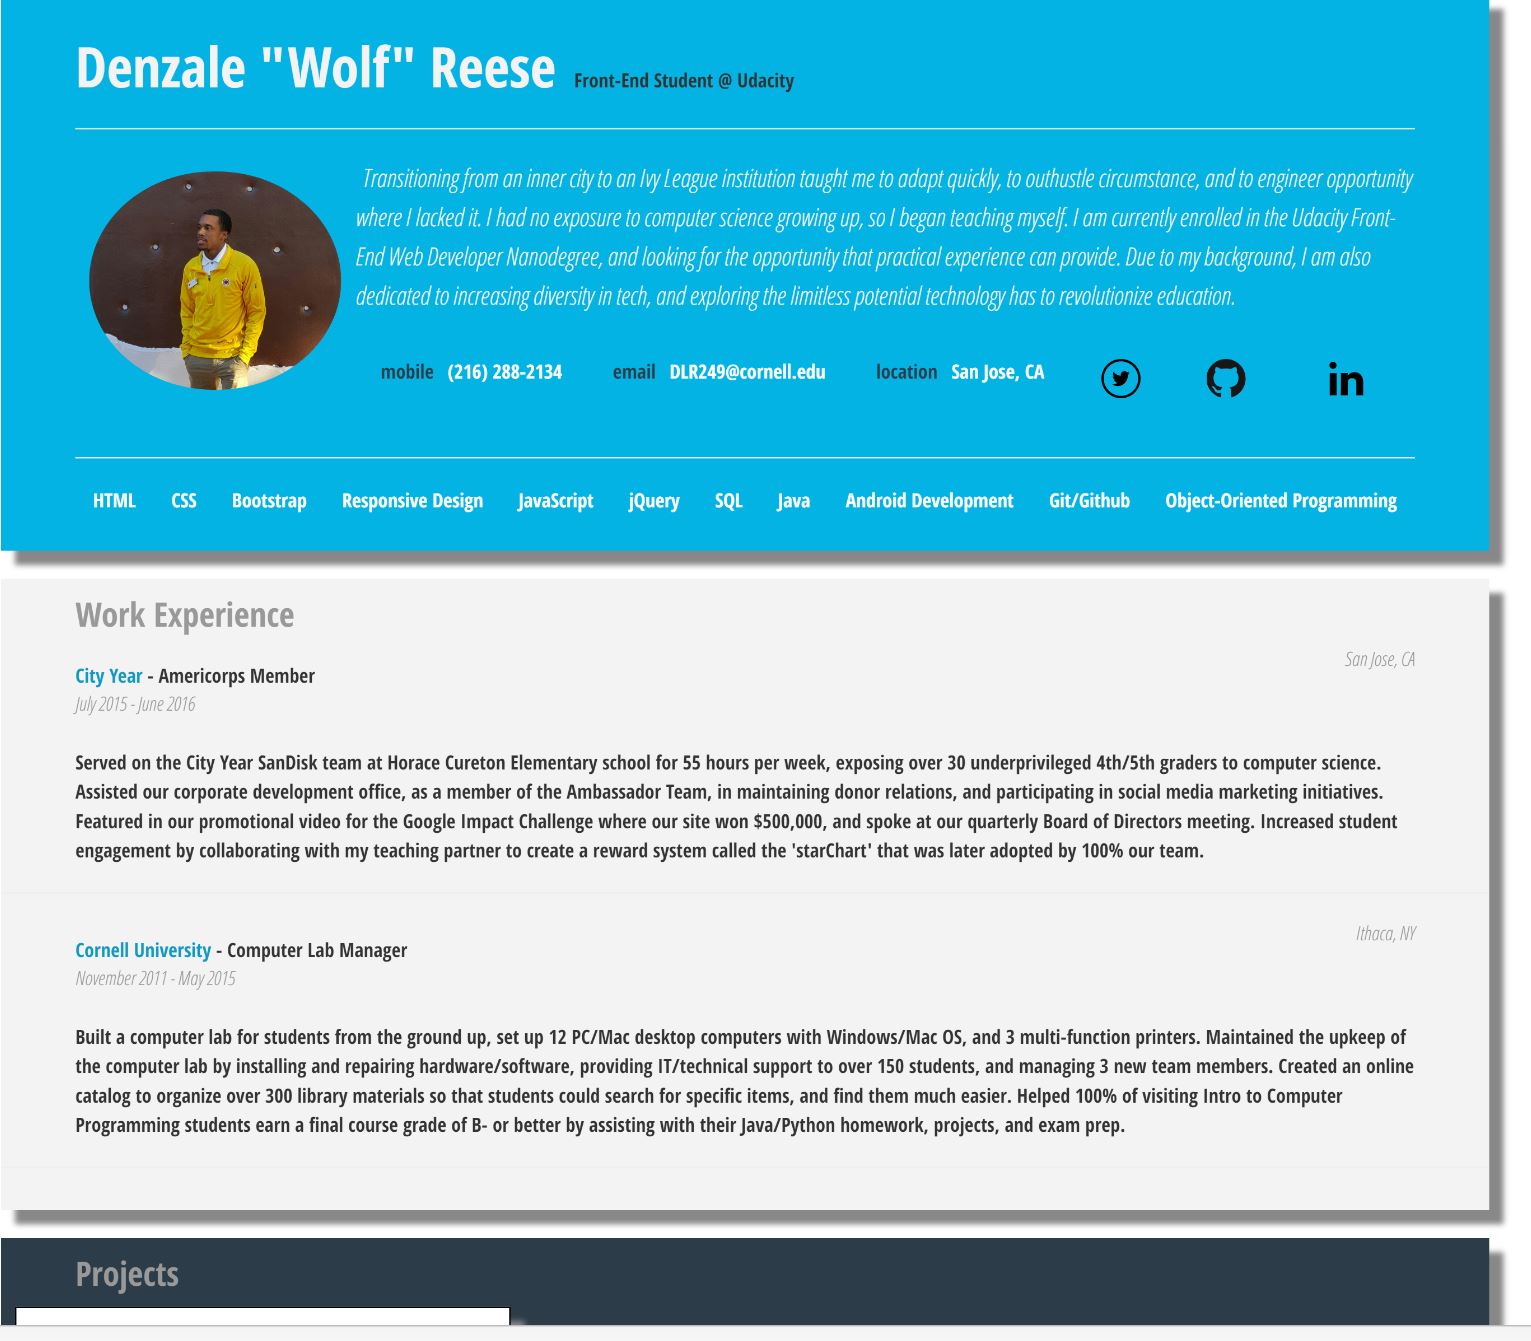 Denzale "Wolf" Reese Front-End Student @ Udacity
Transitioning from an inner city to an Ivy League institution taught me to adapt quickly, to outhustle circumstance, and to engineer opportunity
where I lacked it. I had no exposure to computer science growing up, so I began teaching myself. I am currently enrolled in the Udacity Front-
End Web Developer Nanodegree, and looking for the opportunity that practical experience can provide. Due to my background, I am also
dedicated to increasing diversity in tech, and exploring the limitless potential technology has to revolutionize education.
mobile (216) 288-2134 email DLR249@cornell.edu location San Jose, CA in
HTML CSS Bootstrap Responsive Design JavaScript jQuery SQL Java Android Development Git/Github Object-Oriented Programming
Work Experience
San Jose, CA
City Year - Americorps Member
July 2015 - June 2016
Served on the City Year SanDisk team at Horace Cureton Elementary school for 55 hours per week, exposing over 30 underprivileged 4th/5th graders to computer science.
Assisted our corporate development office, as a member of the Ambassador Team, in maintaining donor relations, and participating in social media marketing initiatives.
Featured in our promotional video for the Google Impact Challenge where our site won $500,000, and spoke at our quarterly Board of Directors meeting. Increased student
engagement by collaborating with my teaching partner to create a reward system called the 'starChart' that was later adopted by 100% our team.
Ithaca, NY
Cornell University - Computer Lab Manager
November 2011 - May 2015
Built a computer lab for students from the ground up, set up 12 PC/Mac desktop computers with Windows/Mac OS, and 3 multi-function printers. Maintained the upkeep of
the computer lab by installing and repairing hardware/software, providing IT/technical support to over 150 students, and managing 3 new team members. Created an online
catalog to organize over 300 library materials so that students could search for specific items, and find them much easier. Helped 100% of visiting Intro to Computer
Programming students earn a final course grade of B- or better by assisting with their Java/Python homework, projects, and exam prep.
Projects